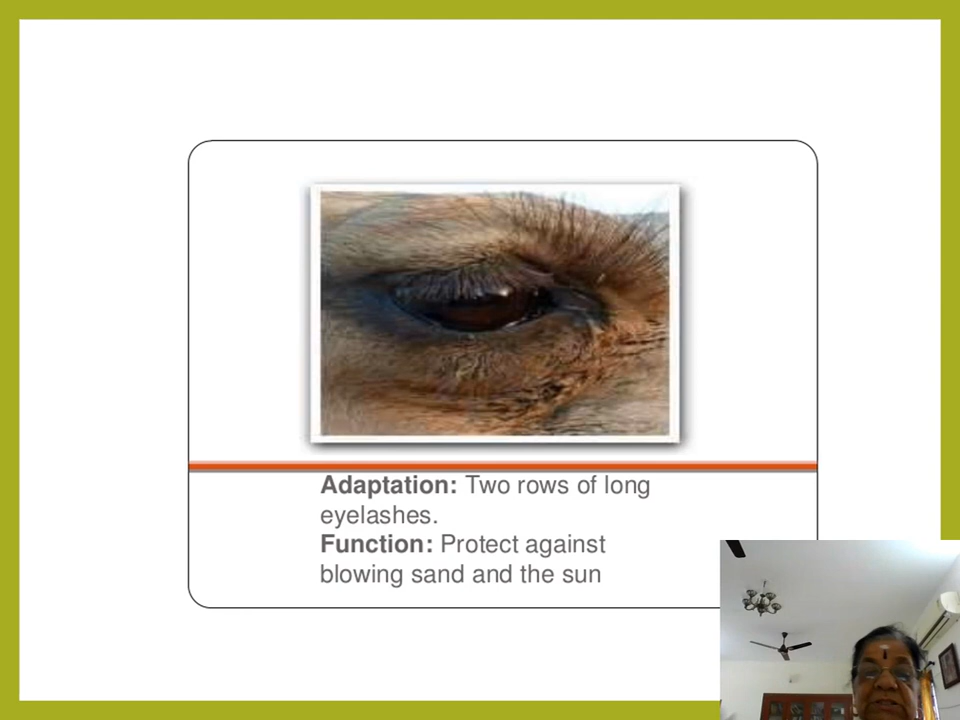 Adaptation: Two rows of long
eyelashes.
Function: Protect against
blowing sand and the sun